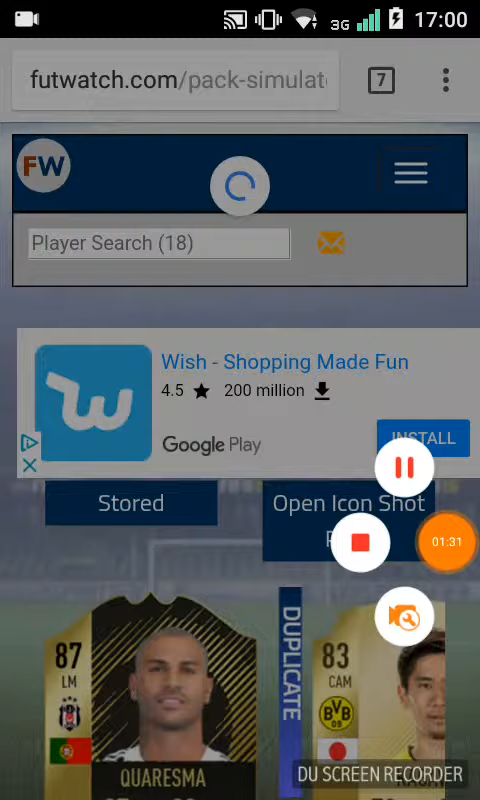 3G 17:00
futwatch.com/pack-simulat
7
FW
Player Search (18)
Wish - Shopping Made Fun
4.5 ★ 200 million
Google Play
INSTALL
Stored
Open Icon Shot
01:31
DUPLICATE
87
LM
83
CAM
BVB
09
QUARESMA
DU SCREEN RECORDER